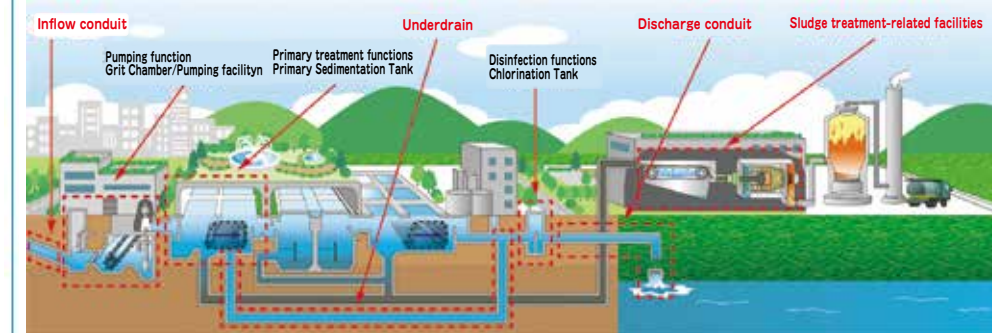 Inflow conduit
Underdrain
Discharge conduit
Sludge treatment-related facilities
Pumping function
Grit Chamber/Pumping facilityn
Primary treatment functions
Primary Sedimentation Tank
Disinfection functions
Chlorination Tank